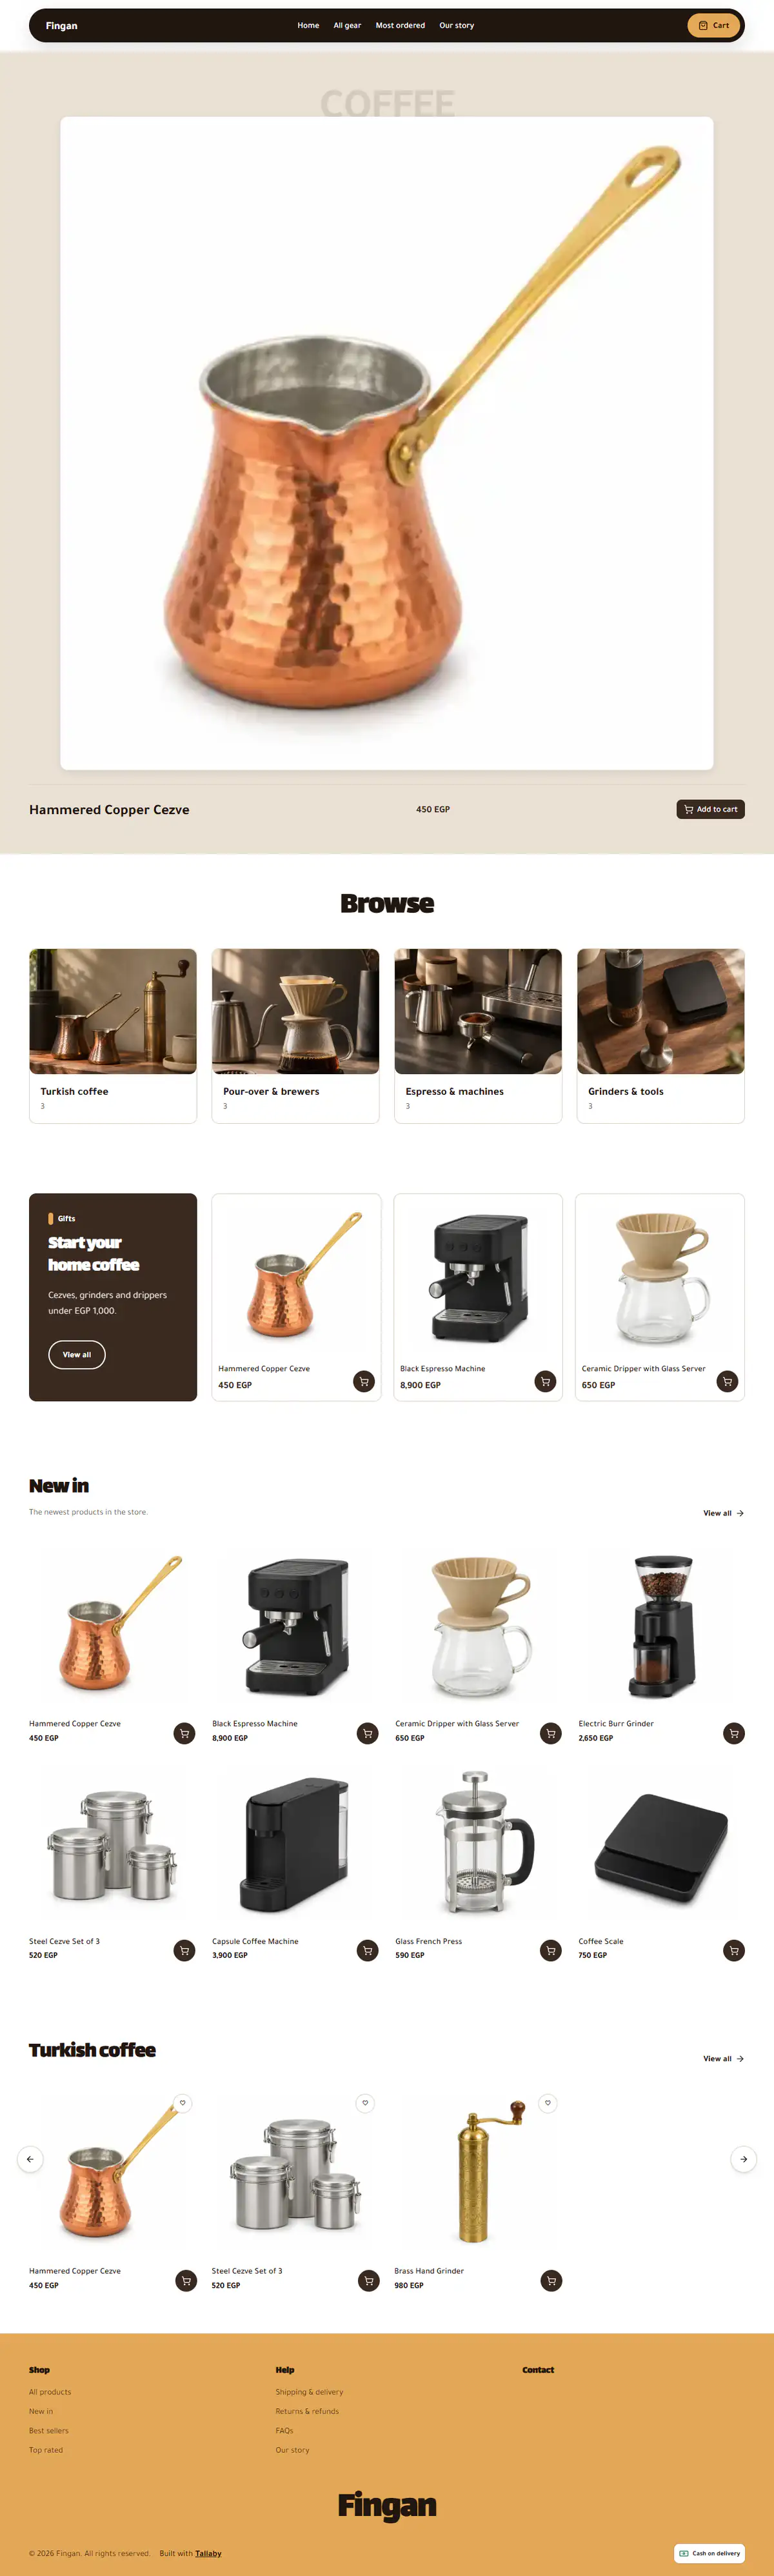 Fingan
Home
All gear
Most ordered
Our story
Cart
COFFEE
Hammered Copper Cezve
450 EGP
Add to cart
Browse
Turkish coffee
3
Pour-over & brewers
3
Espresso & machines
3
Grinders & tools
3
Gifts
Start your
home coffee
Cezves, grinders and drippers
under EGP 1,000.
View all
Hammered Copper Cezve
450 EGP
Black Espresso Machine
8,900 EGP
Ceramic Dripper with Glass Server
650 EGP
New in
The newest products in the store.
View all
Hammered Copper Cezve
450 EGP
Black Espresso Machine
8,900 EGP
Ceramic Dripper with Glass Server
650 EGP
Electric Burr Grinder
2,650 EGP
Steel Cezve Set of 3
520 EGP
Capsule Coffee Machine
3,900 EGP
Glass French Press
590 EGP
Coffee Scale
750 EGP
Turkish coffee
View all
Hammered Copper Cezve
450 EGP
Steel Cezve Set of 3
520 EGP
Brass Hand Grinder
980 EGP
Shop
All products
New in
Best sellers
Top rated
Help
Shipping & delivery
Returns & refunds
FAQs
Our story
Contact
Fingan
© 2026 Fingan. All rights reserved.
Built with Tallaby
Cash on delivery